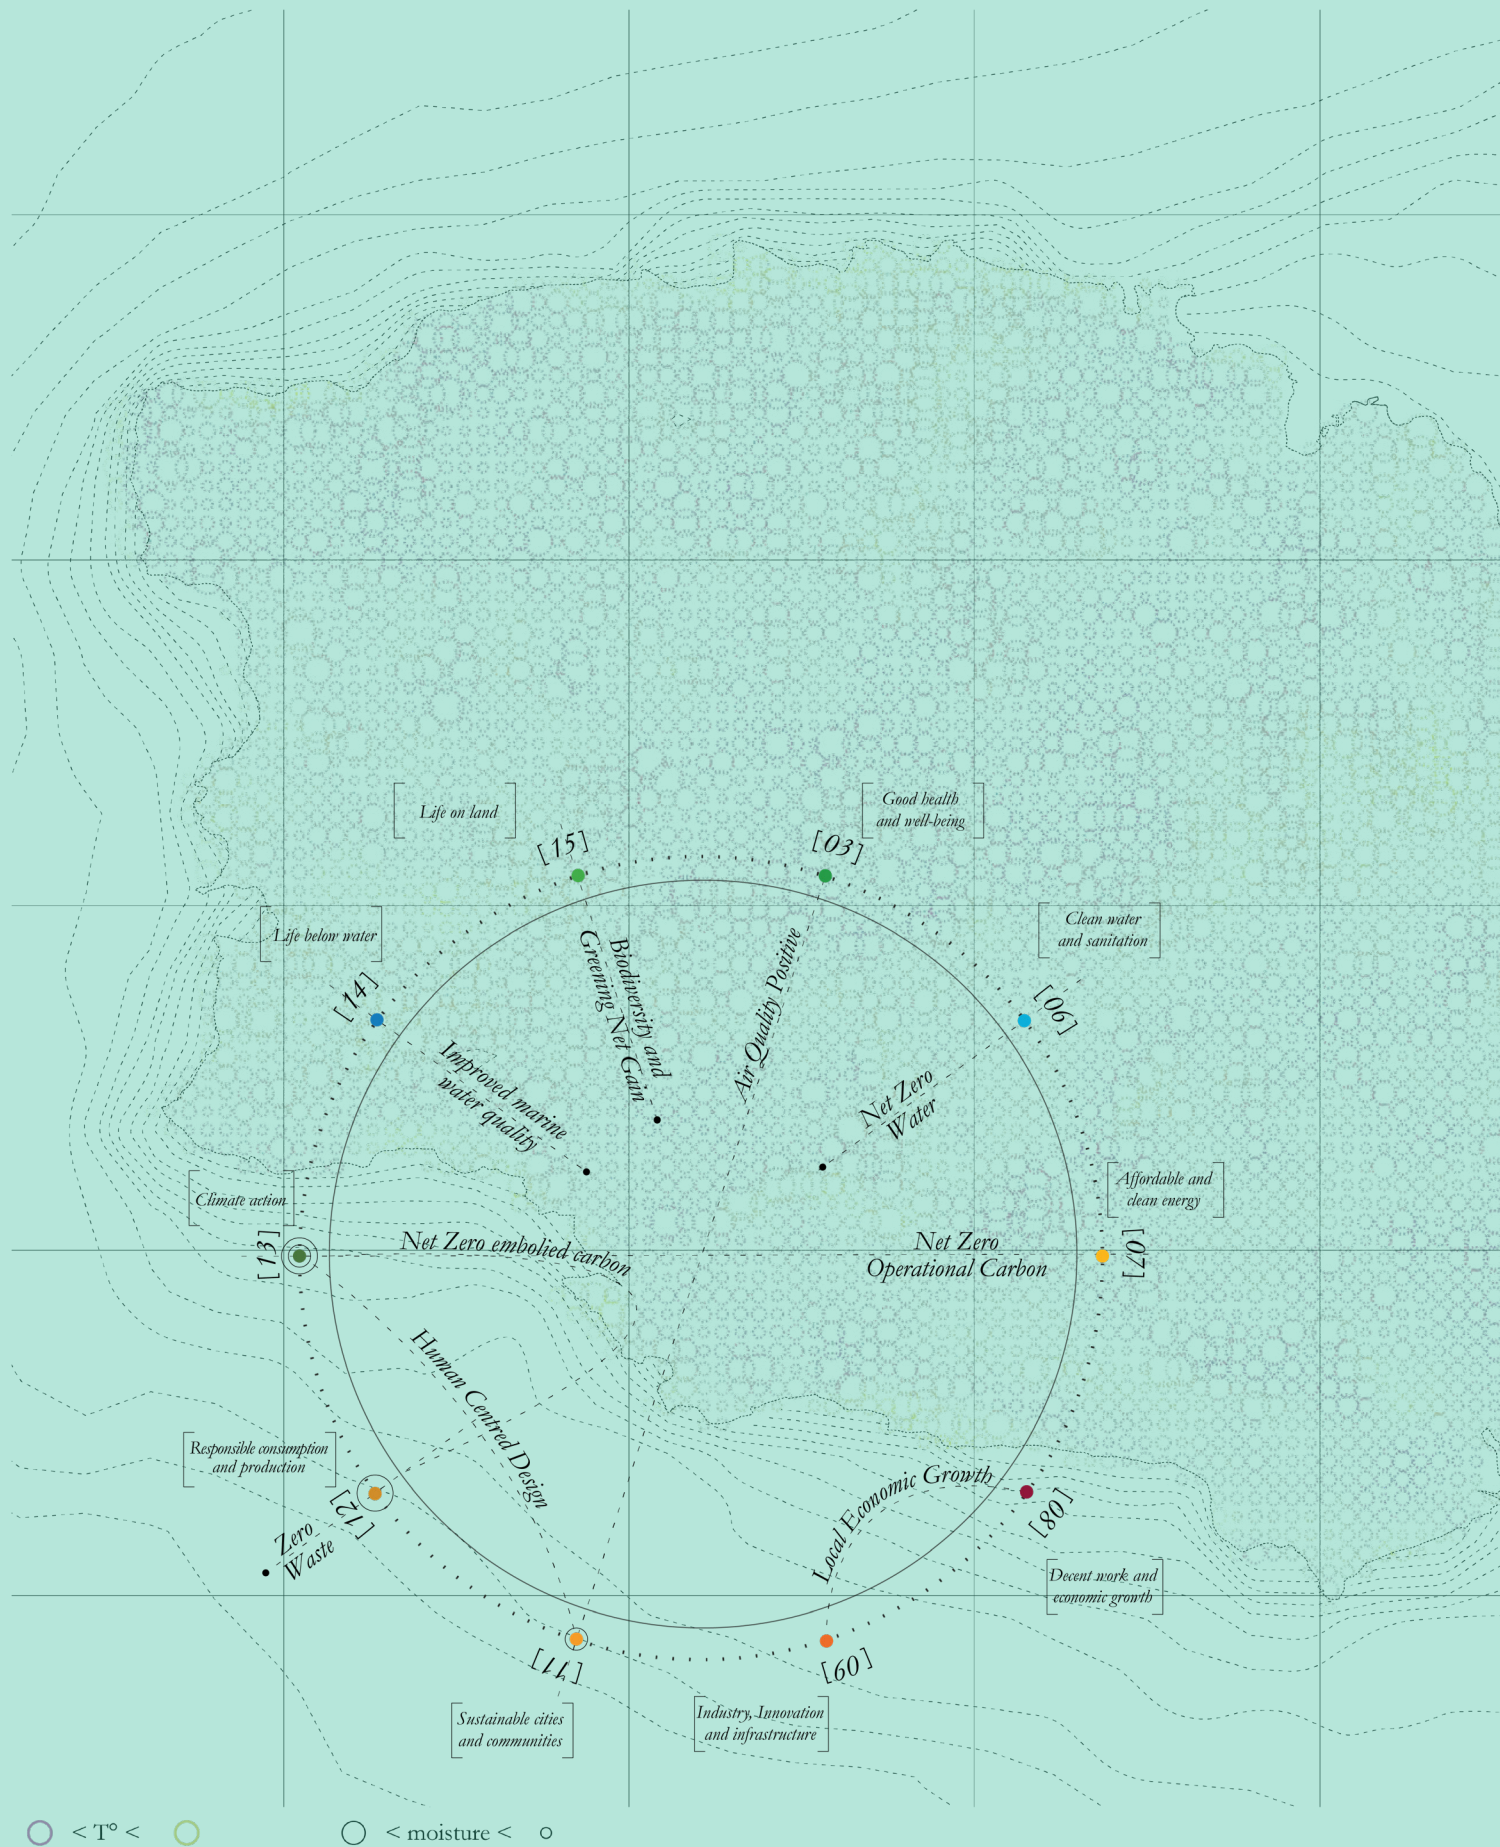 Life on land
[15]
Good health
and well-being
[03]
Life below water
[14]
Clean water
and sanitation
[06]
Biodiversity and
Greening Net Gain
Air Quality Positive
Improved marine
water quality
Net Zero
Water
Climate action
[13]
Affordable and
clean energy
[07]
Net Zero embolied carbon
Net Zero
Operational Carbon
Human Centred Design
Responsible consumption
and production
[12]
Zero
Waste
Local Economic Growth
[08]
Decent work and
economic growth
[11]
[09]
Sustainable cities
and communities
Industry, Innovation
and infrastructure
< T° <
< moisture <